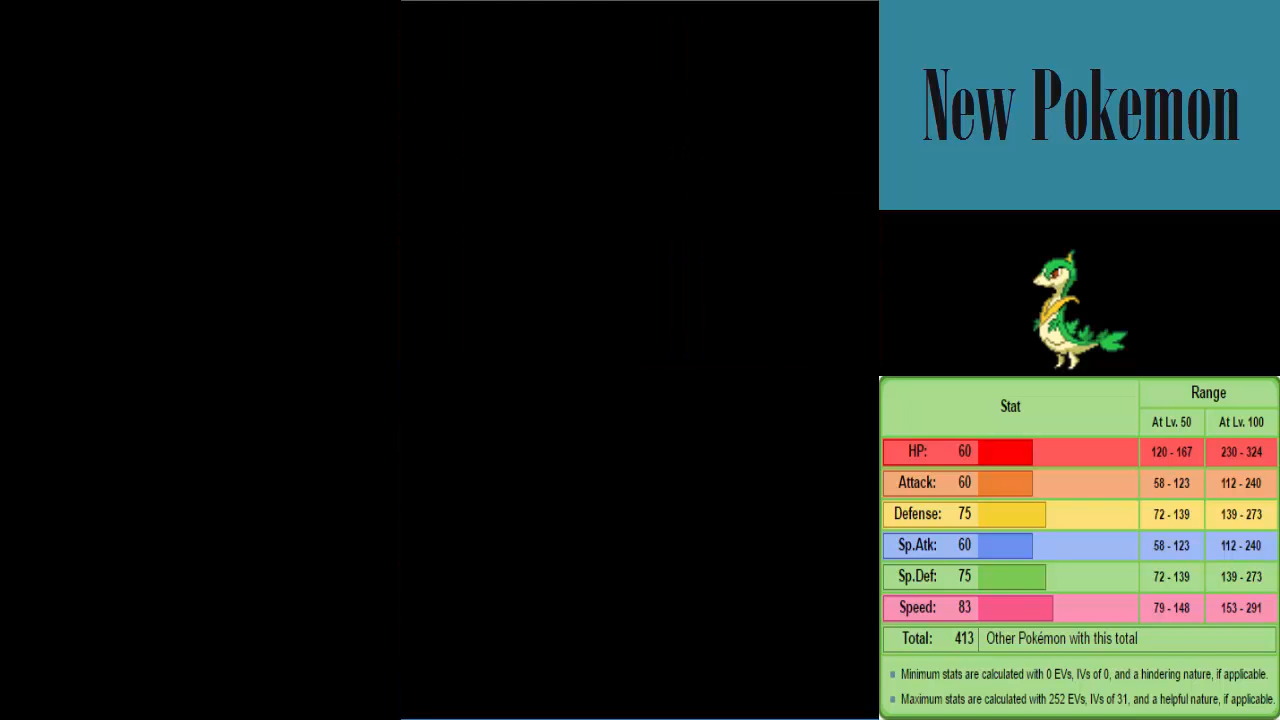 New Pokemon
Stat Range
At Lv. 50 At Lv. 100
HP: 60 120 - 167 230 - 324
Attack: 60 58 - 123 112 - 240
Defense: 75 72 - 139 139 - 273
Sp.Atk: 60 58 - 123 112 - 240
Sp.Def: 75 72 - 139 139 - 273
Speed: 83 79 - 148 153 - 291
Total: 413 Other Pokémon with this total
Minimum stats are calculated with 0 EVs, IVs of 0, and a hindering nature, if applicable.
Maximum stats are calculated with 252 EVs, IVs of 31, and a helpful nature, if applicable.